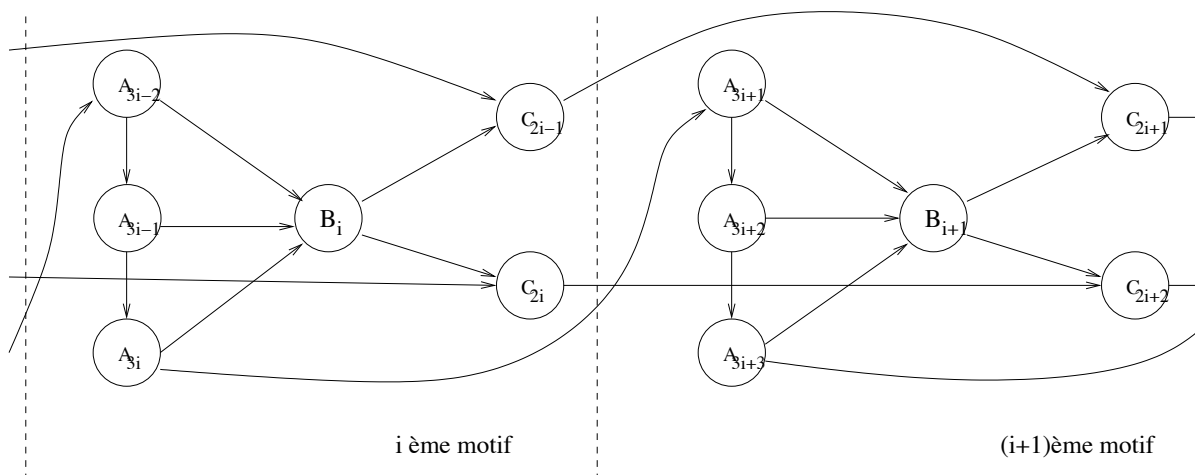 A3i−2
A3i+1
C2i−1
C2i+1
A3i−1
Bi
A3i+2
Bi+1
C2i
C2i+2
A3i
A3i+3
i ème motif
(i+1)ème motif